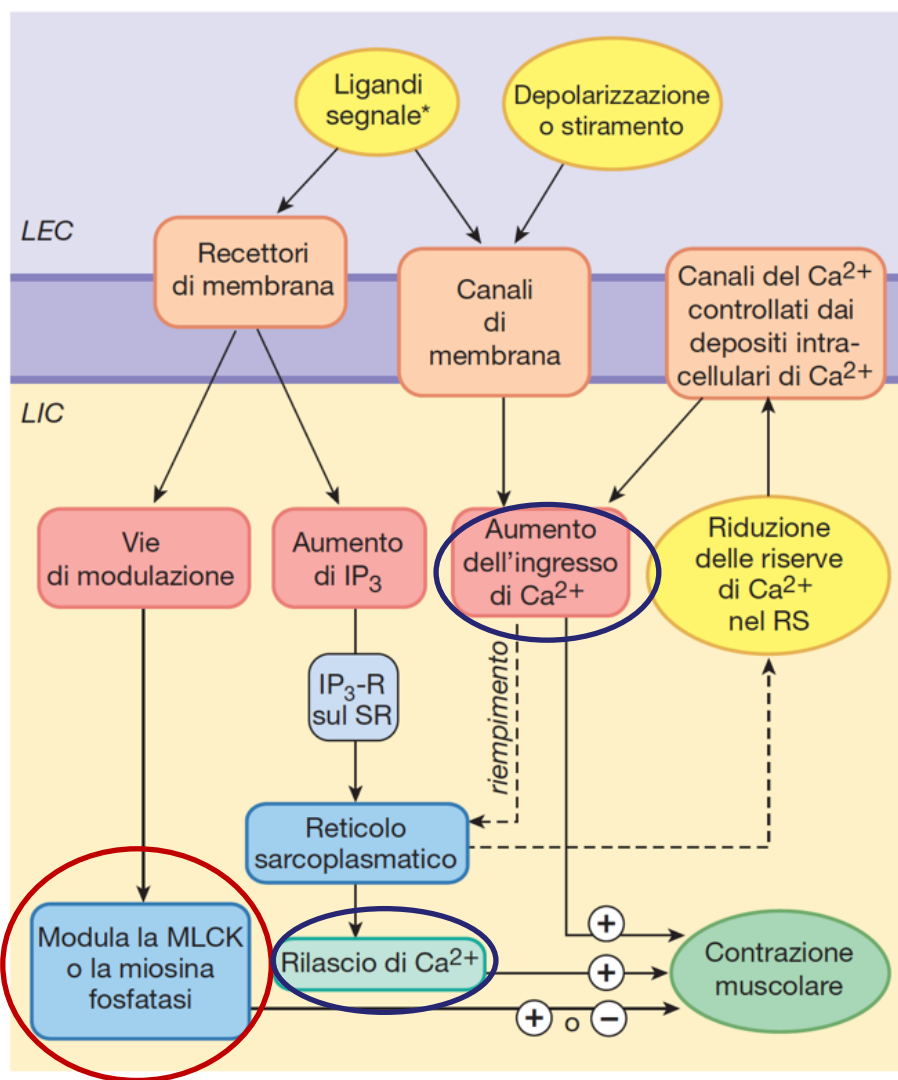 Ligandi
segnale*
Depolarizzazione
o stiramento
LEC
Recettori
di membrana
Canali
di
membrana
Canali del Ca2+
controllati dai
depositi intra-
cellulari di Ca2+
LIC
Vie
di modulazione
Aumento
di IP3
Aumento
dell'ingresso
di Ca2+
Riduzione
delle riserve
di Ca2+
nel RS
IP3-R
sul SR
riempimento
Reticolo
sarcoplasmatico
Modula la MLCK
o la miosina
fosfatasi
Rilascio di Ca2+
+
+
+ o −
Contrazione
muscolare